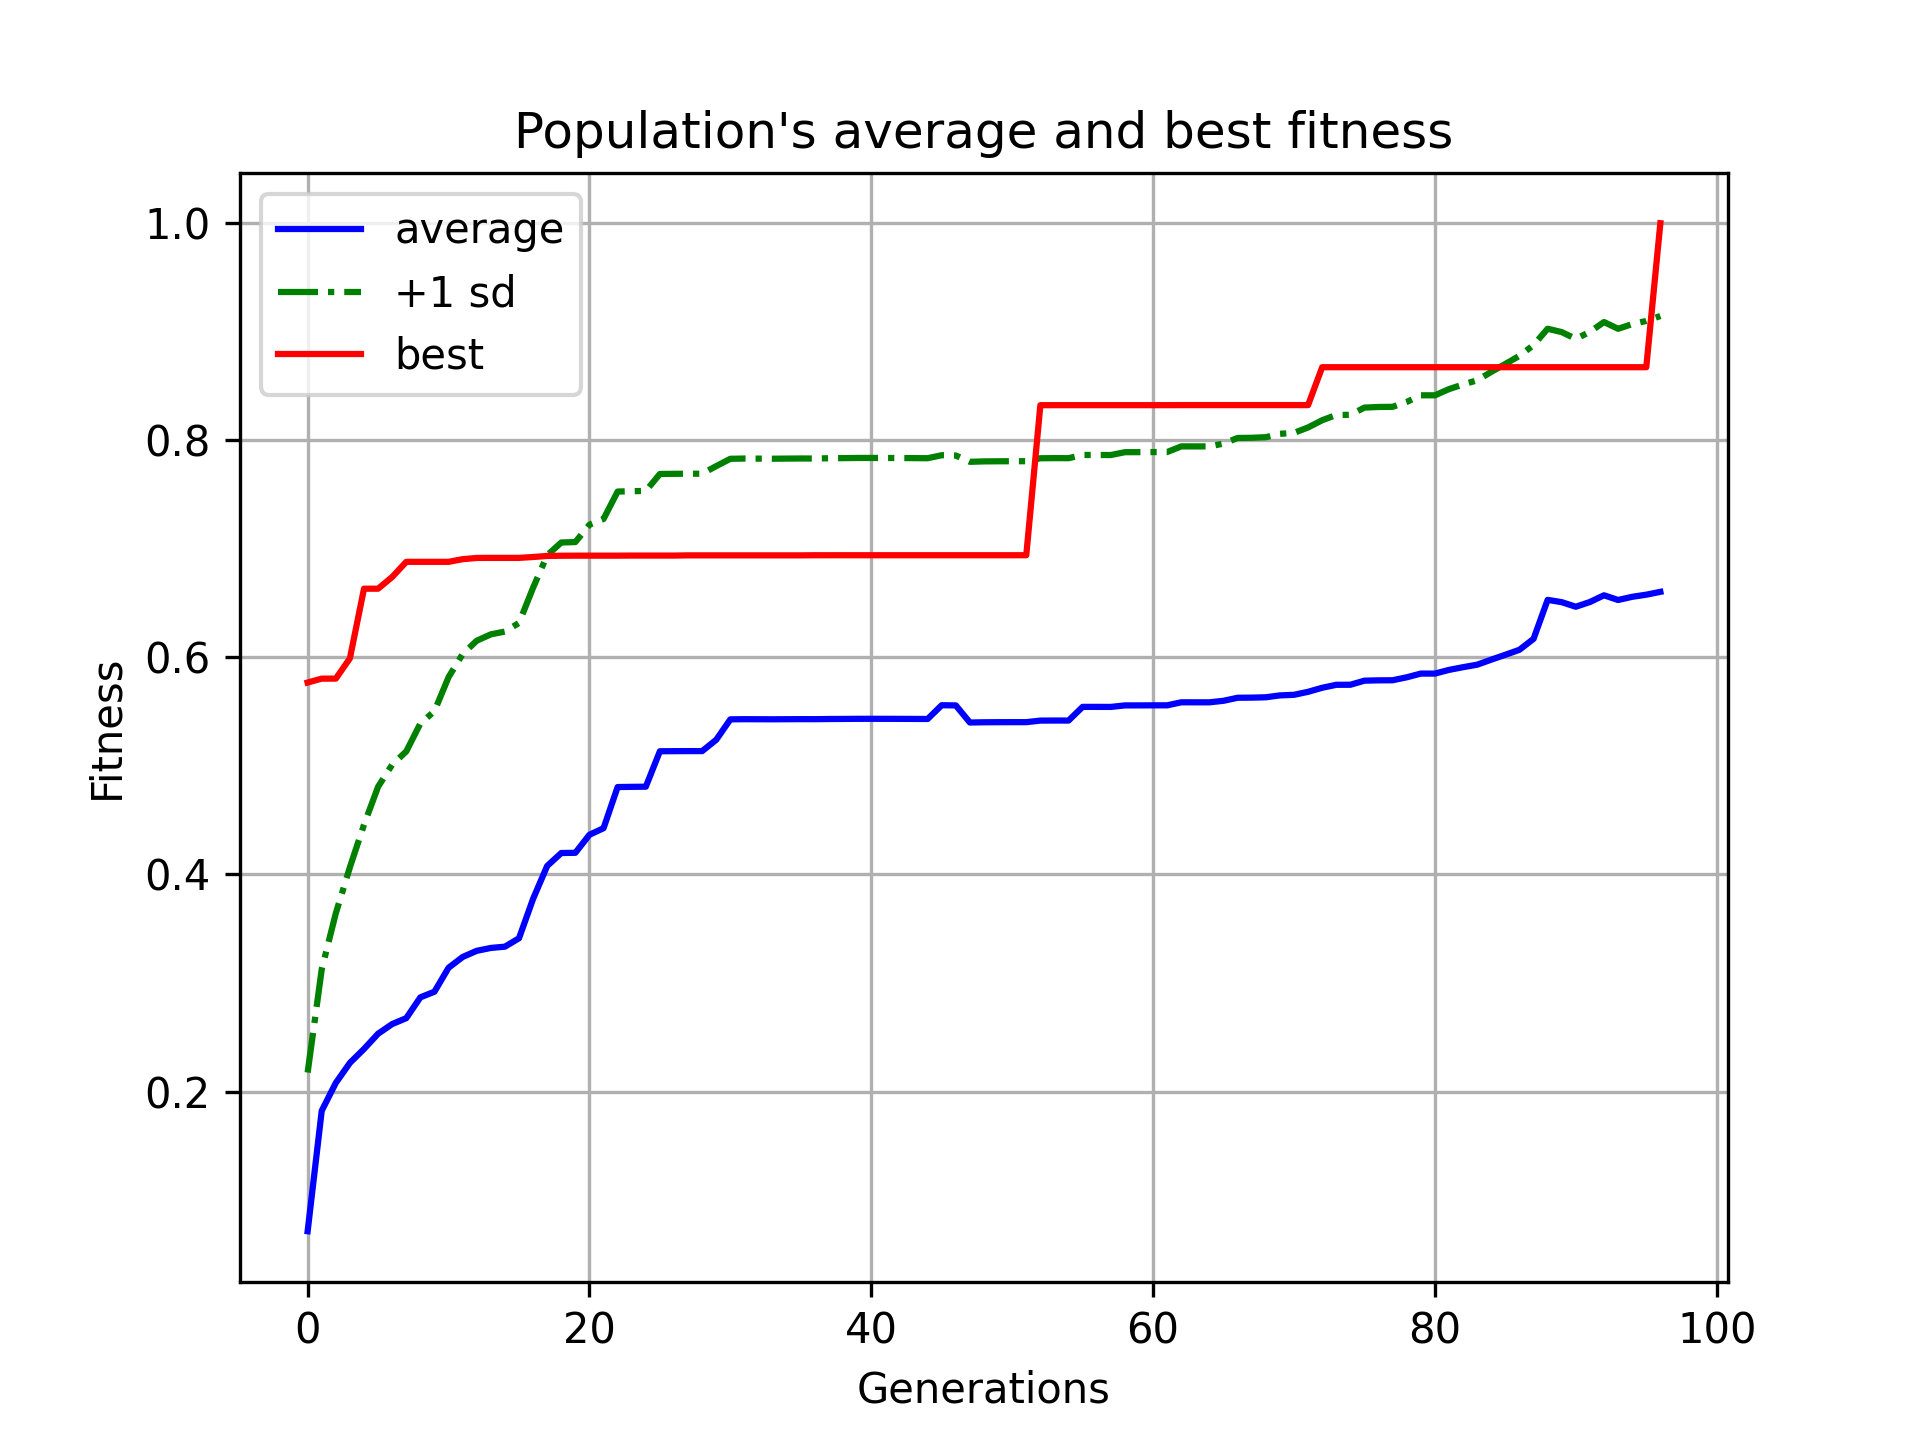 Population's average and best fitness
average
+1 sd
best
1.0
0.8
0.6
0.4
0.2
Fitness
0 20 40 60 80 100
Generations